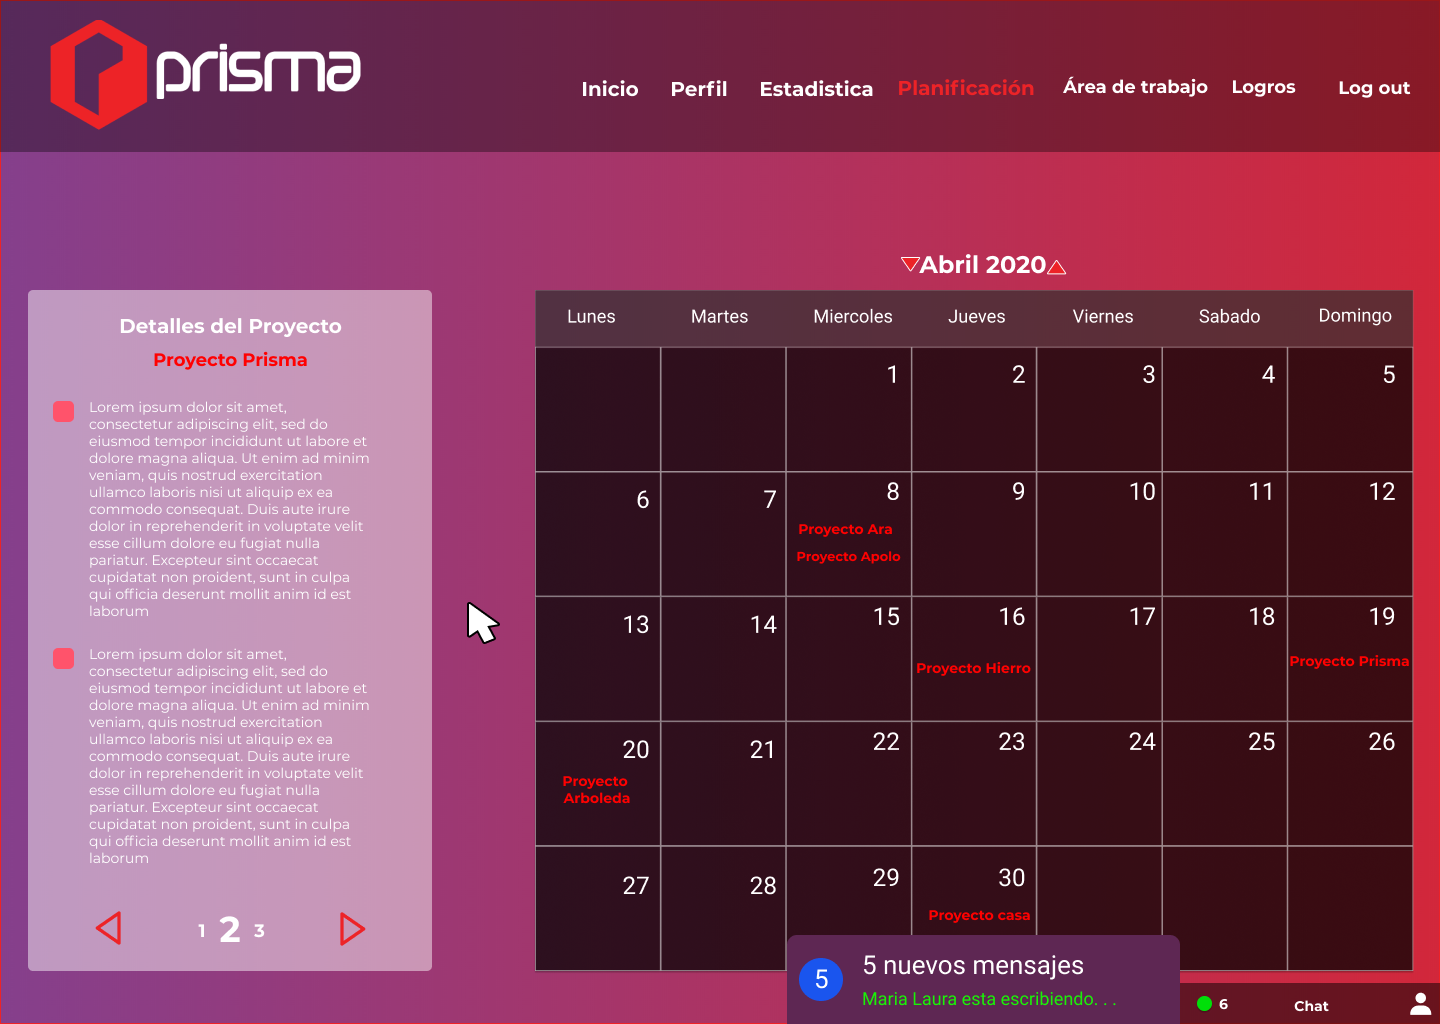 prisma
Inicio Perfil Estadistica Planificación Área de trabajo Logros Log out
Abril 2020
Detalles del Proyecto
Proyecto Prisma
Lorem ipsum dolor sit amet,
consectetur adipiscing elit, sed do
eiusmod tempor incididunt ut labore et
dolore magna aliqua. Ut enim ad minim
veniam, quis nostrud exercitation
ullamco laboris nisi ut aliquip ex ea
commodo consequat. Duis aute irure
dolor in reprehenderit in voluptate velit
esse cillum dolore eu fugiat nulla
pariatur. Excepteur sint occaecat
cupidatat non proident, sunt in culpa
qui officia deserunt mollit anim id est
laborum
Lorem ipsum dolor sit amet,
consectetur adipiscing elit, sed do
eiusmod tempor incididunt ut labore et
dolore magna aliqua. Ut enim ad minim
veniam, quis nostrud exercitation
ullamco laboris nisi ut aliquip ex ea
commodo consequat. Duis aute irure
dolor in reprehenderit in voluptate velit
esse cillum dolore eu fugiat nulla
pariatur. Excepteur sint occaecat
cupidatat non proident, sunt in culpa
qui officia deserunt mollit anim id est
laborum
1 2 3
Lunes Martes Miercoles Jueves Viernes Sabado Domingo
1 2 3 4 5
6 7 8 9 10 11 12
Proyecto Ara
Proyecto Apolo
13 14 15 16 17 18 19
Proyecto Hierro Proyecto Prisma
20 21 22 23 24 25 26
Proyecto
Arboleda
27 28 29 30
Proyecto casa
5 5 nuevos mensajes
Maria Laura esta escribiendo. . .
6 Chat